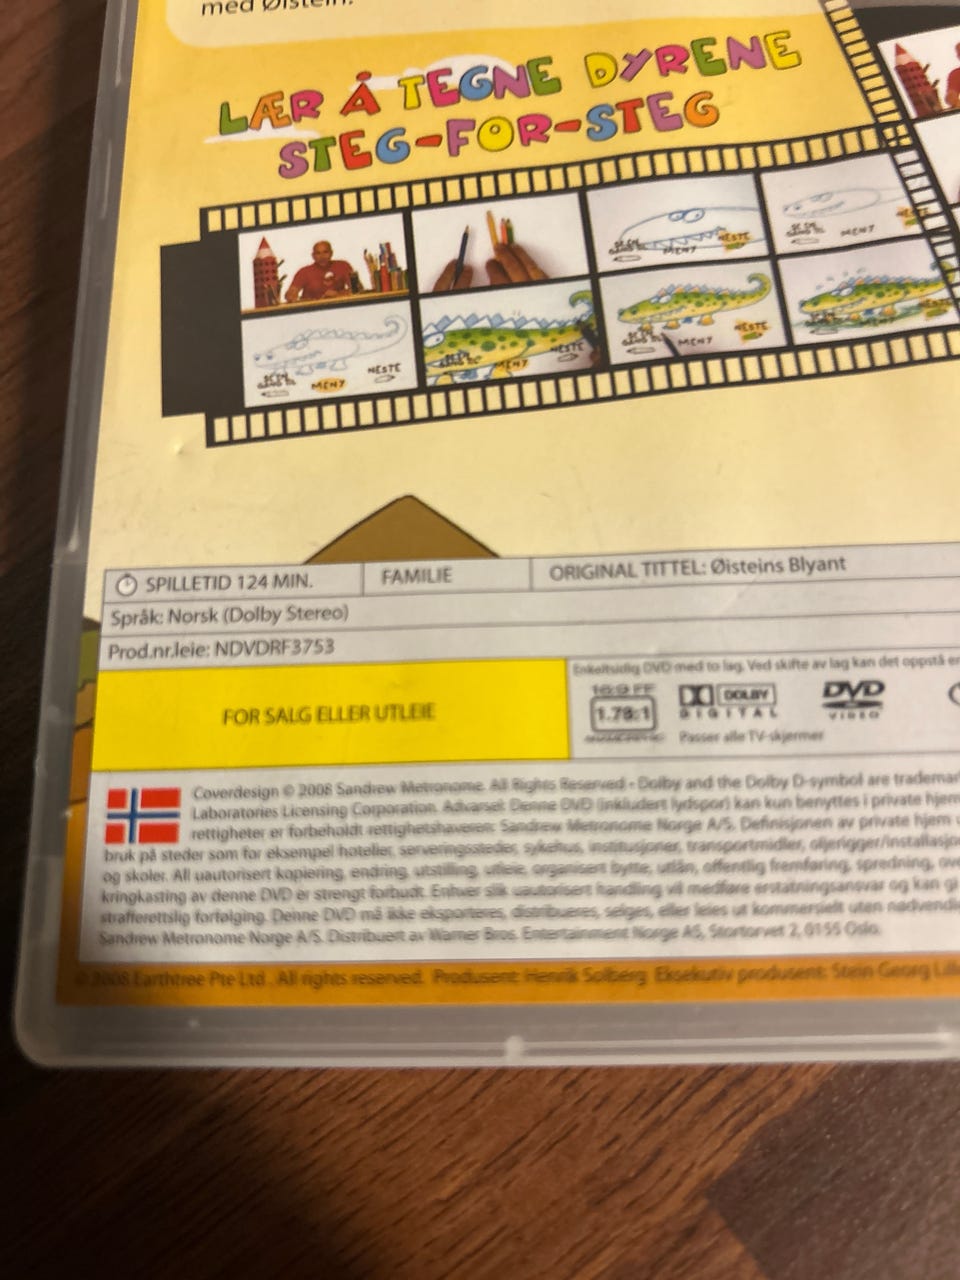 med Øistein.
LÆR Å TEGNE DYRENE
STEG-FOR-STEG
NESTE
MENY
NESTE
MENY
NESTE
MENY
NESTE
MENY
NESTE
MENY
SPILLETID 124 MIN.
FAMILIE
ORIGINAL TITTEL: Øisteins Blyant
Språk: Norsk (Dolby Stereo)
Prod.nr.leie: NDVDRF3753
FOR SALG ELLER UTLEIE
Enkeltsidig DVD med to lag. Ved skifte av lag kan det oppstå
16:9 FF
1.78:1
DOLBY
DIGITAL
DVD
VIDEO
Passer alle TV-skjermer
Coverdesign © 2008 Sandrew Metronome. All Rights Reserved - Dolby and the Dolby D-symbol are
Laboratories Licensing Corporation. Advarsel: Denne DVD (inkludert lydspor) kan kun benyttes i private
rettigheter er forbeholdt rettighetshaveren: Sandrew Metronome Norge A/S. Definisjonen av private hjem
bruk på steder som for eksempel hoteller, serveringssteder, sykehus, institusjoner, transportmidler,
og skoler. All uautorisert kopiering, endring, utstilling, utleie, organisert bytte, utlån, offentlig fremføring, spredning,
kringkasting av denne DVD er strengt forbudt. Enhver slik uautorisert handling vil medføre erstatningsansvar og kan
strafferettslig forfølging. Denne DVD må ikke eksporteres, distribueres, selges, eller leies ut kommersielt uten
Sandrew Metronome Norge A/S. Distribuert av Warner Bros. Entertainment Norge AS, Stortorvet 2, 0155 Oslo.
© 2008 Earthtree Pte Ltd. All rights reserved. Produsent: Henrik Solberg Eksekutiv produsent: Stein Georg